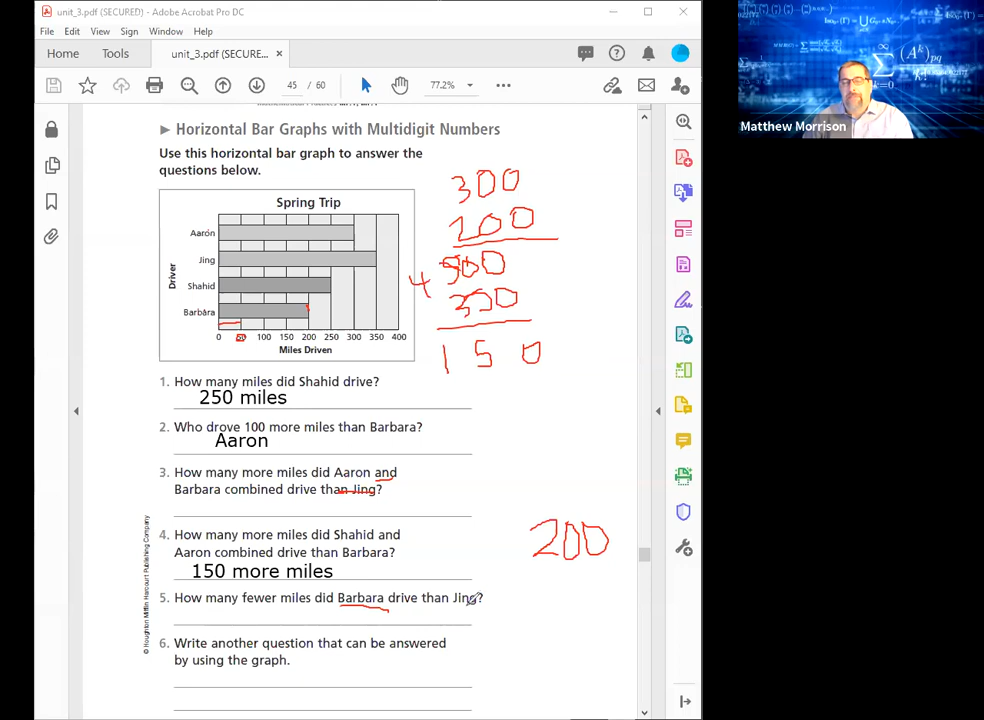 unit_3.pdf (SECURED) - Adobe Acrobat Pro DC
File Edit View Sign Window Help
Home Tools unit_3.pdf (SECURE... ×
45 / 60 77.2%
► Horizontal Bar Graphs with Multidigit Numbers
Use this horizontal bar graph to answer the
questions below.
Spring Trip
Driver
Aaron
Jing
Shahid
Barbara
0 50 100 150 200 250 300 350 400
Miles Driven
300
200
500
4
350
150
1. How many miles did Shahid drive?
250 miles
2. Who drove 100 more miles than Barbara?
Aaron
3. How many more miles did Aaron and
Barbara combined drive than Jing?
4. How many more miles did Shahid and
Aaron combined drive than Barbara?
150 more miles
200
5. How many fewer miles did Barbara drive than Jing?
6. Write another question that can be answered
by using the graph.
© Houghton Mifflin Harcourt Publishing Company
Matthew Morrison